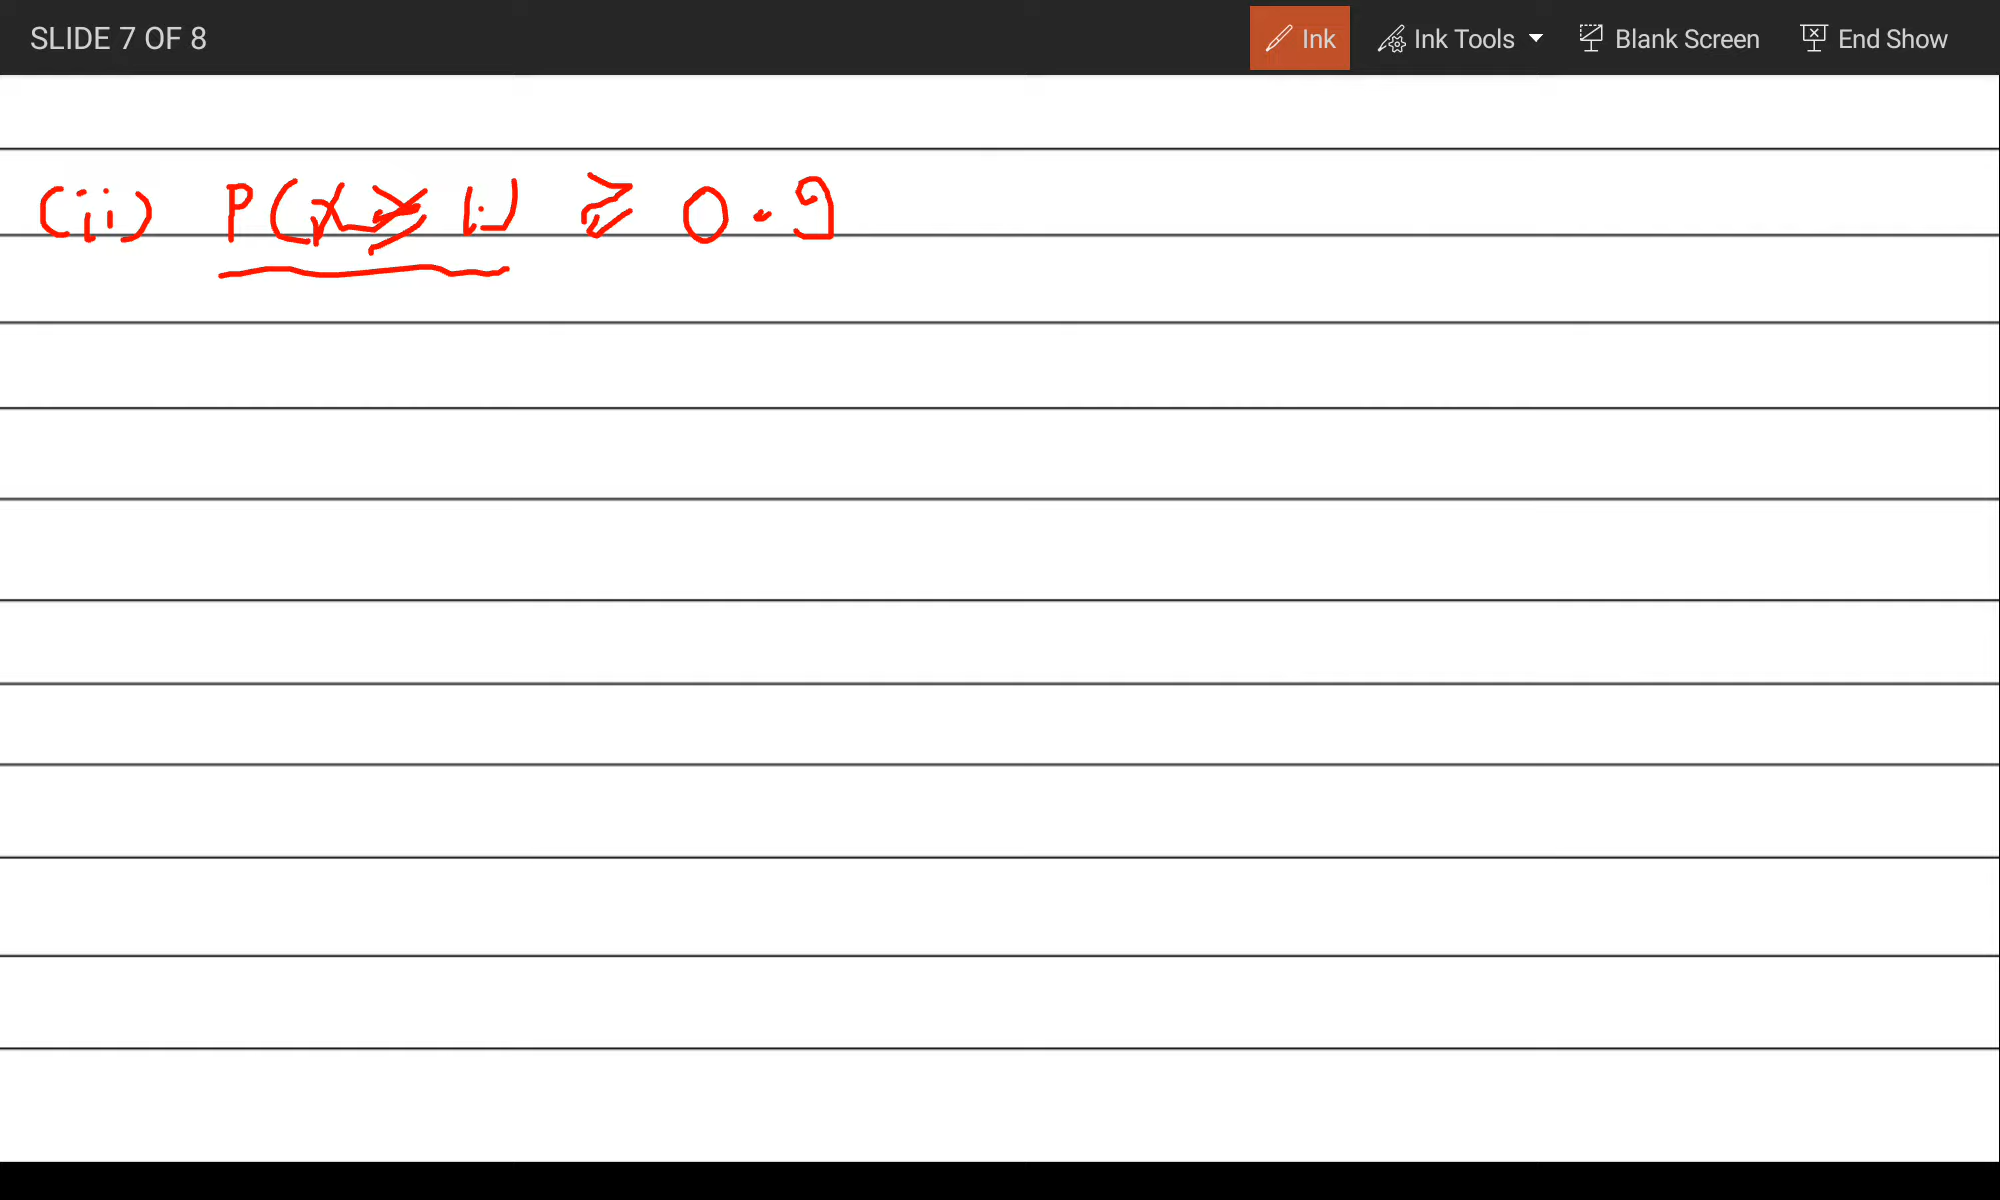 SLIDE 7 OF 8 Ink Ink Tools Blank Screen End Show
(ii) P(x ≥ 1) ≥ 0.9